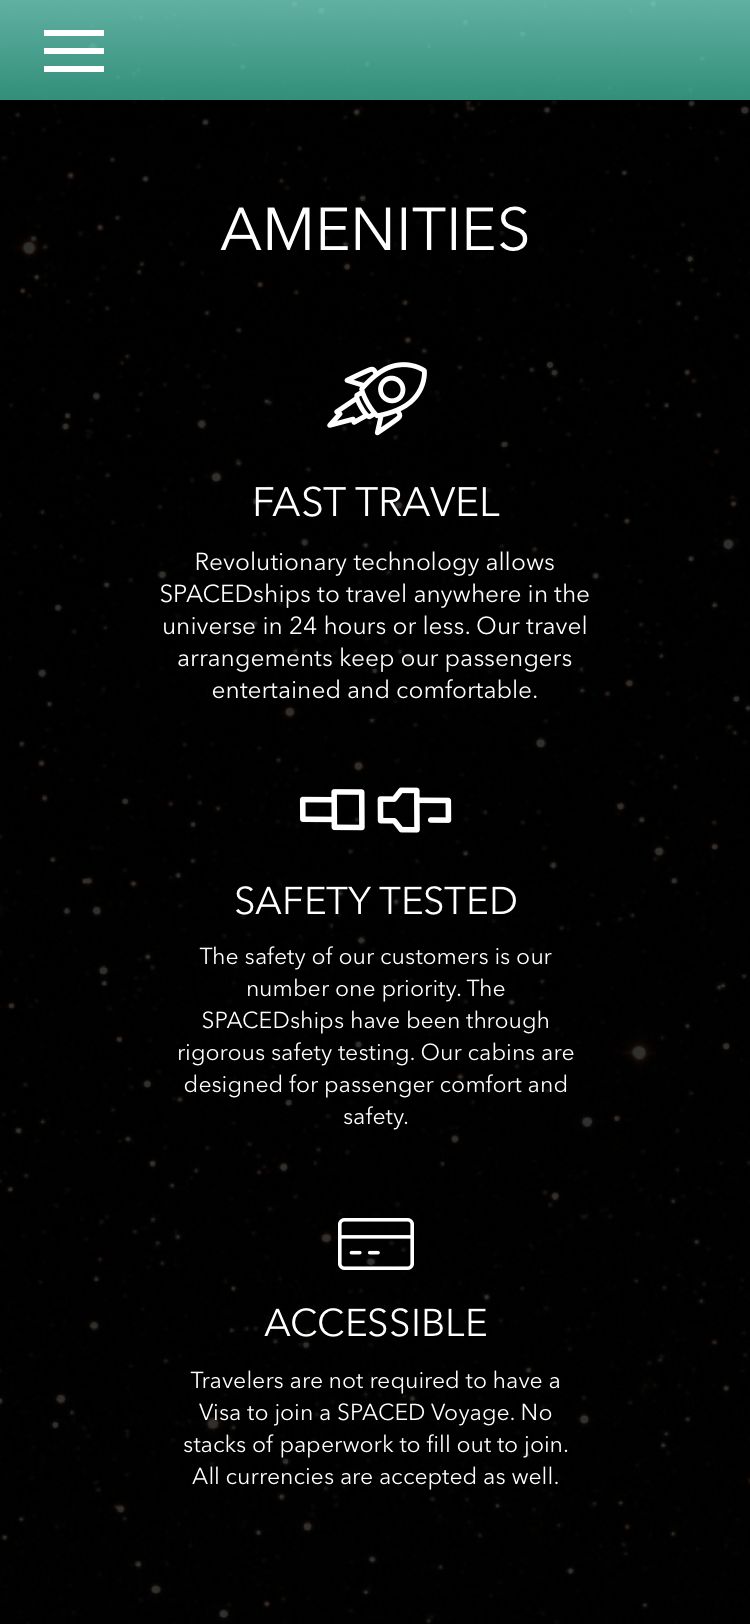 AMENITIES
FAST TRAVEL
Revolutionary technology allows
SPACEDships to travel anywhere in the
universe in 24 hours or less. Our travel
arrangements keep our passengers
entertained and comfortable.
SAFETY TESTED
The safety of our customers is our
number one priority. The
SPACEDships have been through
rigorous safety testing. Our cabins are
designed for passenger comfort and
safety.
ACCESSIBLE
Travelers are not required to have a
Visa to join a SPACED Voyage. No
stacks of paperwork to fill out to join.
All currencies are accepted as well.